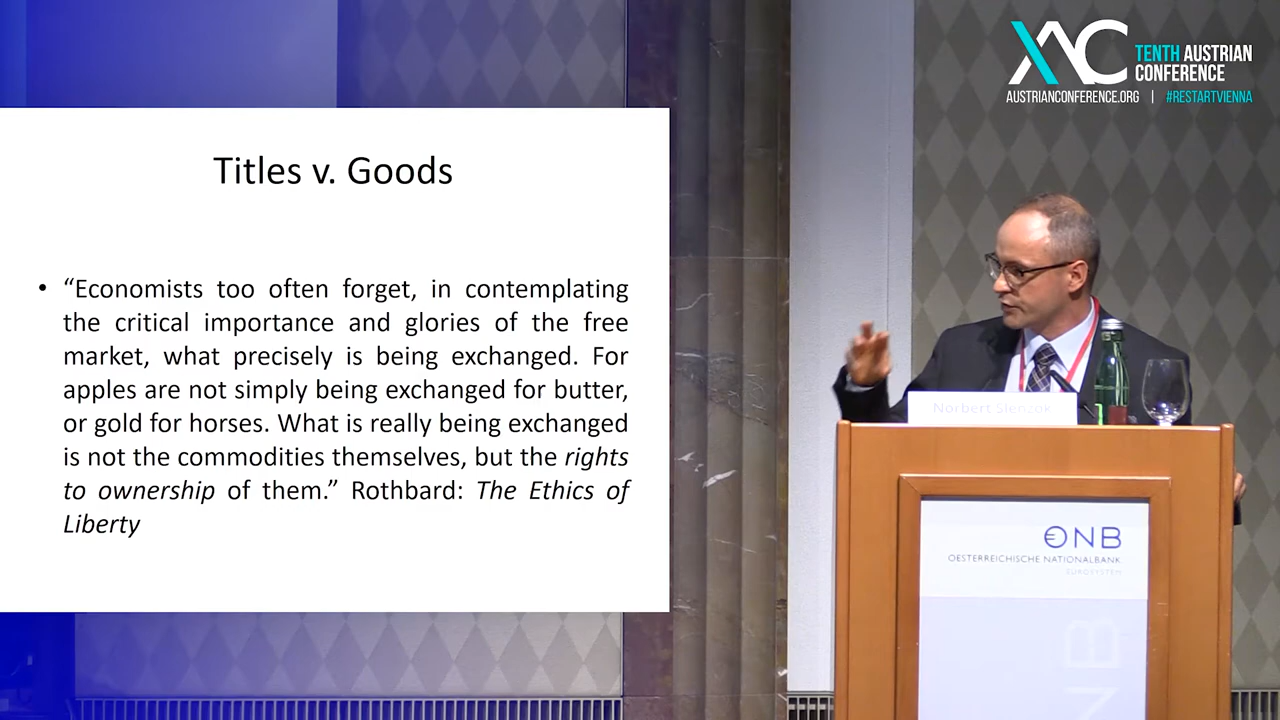 XAC
TENTH AUSTRIAN
CONFERENCE
AUSTRIANCONFERENCE.ORG | #RESTARTVIENNA
Titles v. Goods
• “Economists too often forget, in contemplating
the critical importance and glories of the free
market, what precisely is being exchanged. For
apples are not simply being exchanged for butter,
or gold for horses. What is really being exchanged
is not the commodities themselves, but the rights
to ownership of them.” Rothbard: The Ethics of
Liberty
Norbert Slenzok
ONB
OESTERREICHISCHE NATIONALBANK
EUROSYSTEM
NB